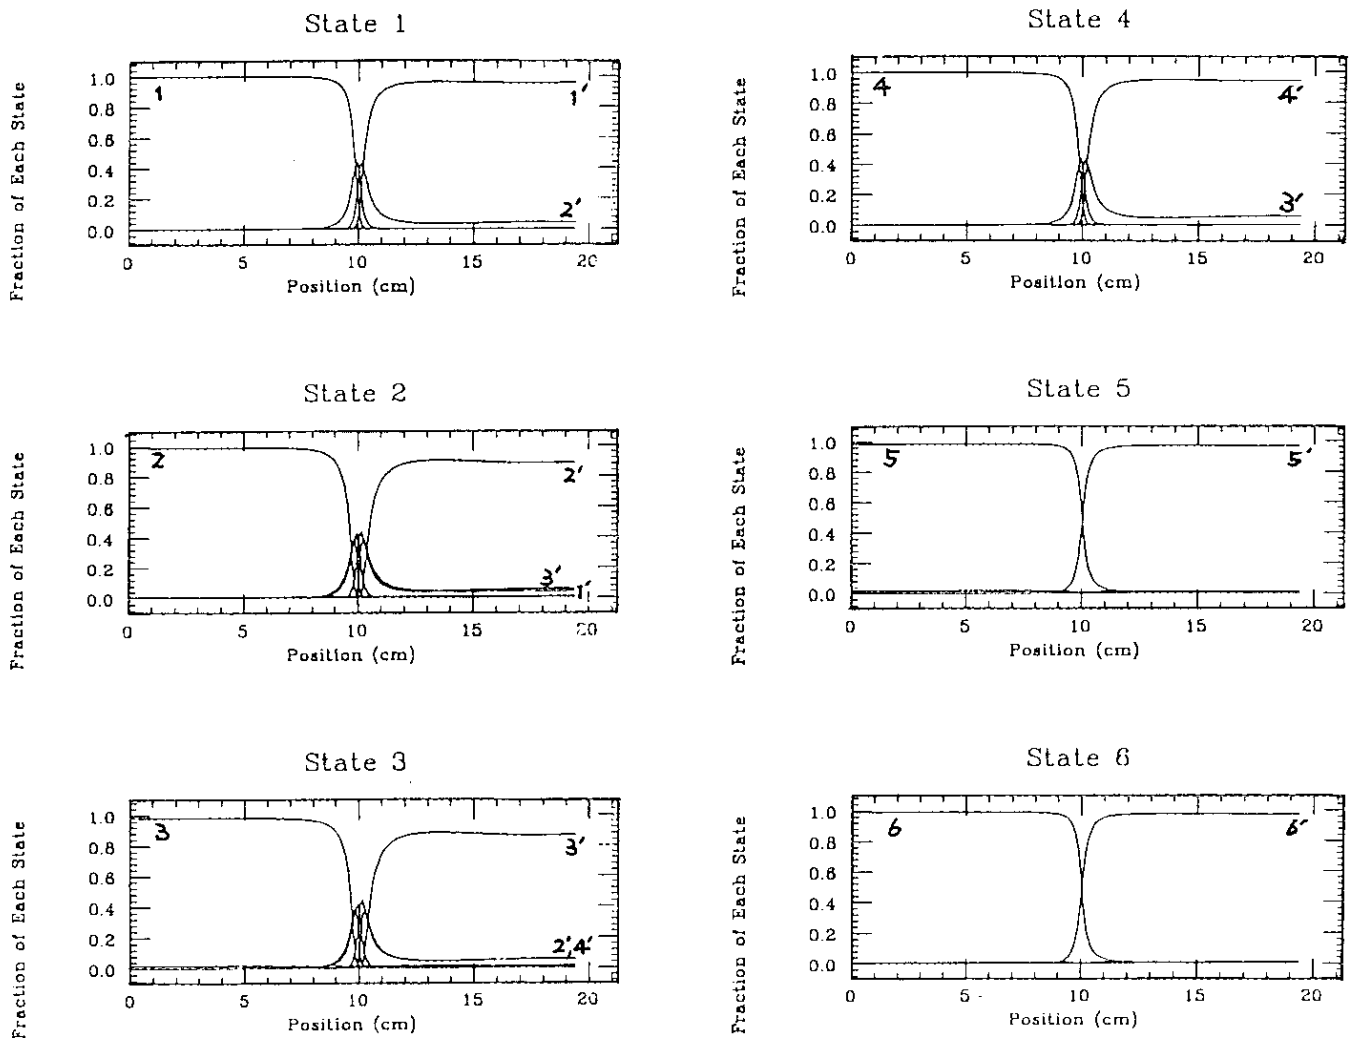 State 1
Fraction of Each State
1.0
0.8
0.6
0.4
0.2
0.0
1
1'
2'
0 5 10 15 20
Position (cm)
State 4
Fraction of Each State
1.0
0.8
0.6
0.4
0.2
0.0
4
4'
3'
0 5 10 15 20
Position (cm)
State 2
Fraction of Each State
1.0
0.8
0.6
0.4
0.2
0.0
2
2'
3'
1'
0 5 10 15 20
Position (cm)
State 5
Fraction of Each State
1.0
0.8
0.6
0.4
0.2
0.0
5
5'
0 5 10 15 20
Position (cm)
State 3
Fraction of Each State
1.0
0.8
0.6
0.4
0.2
0.0
3
3'
2',4'
0 5 10 15 20
Position (cm)
State 6
Fraction of Each State
1.0
0.8
0.6
0.4
0.2
0.0
6
6'
0 5 10 15 20
Position (cm)